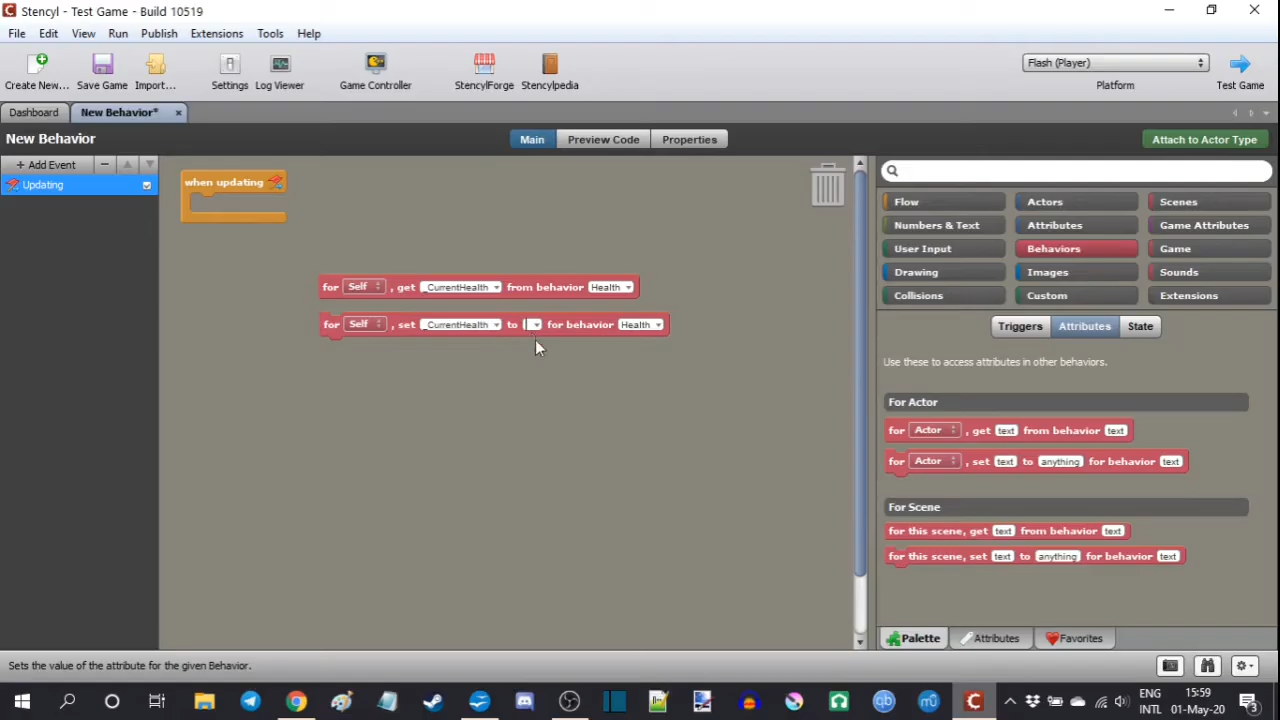 Stencyl - Test Game - Build 10519
File Edit View Run Publish Extensions Tools Help
Create New... Save Game Import... Settings Log Viewer Game Controller StencylForge Stencylpedia
Flash (Player)
Platform
Test Game
Dashboard New Behavior* ×
New Behavior
Main Preview Code Properties
Attach to Actor Type
+ Add Event
Updating
when updating
for Self , get _CurrentHealth from behavior Health
for Self , set _CurrentHealth to for behavior Health
Flow Actors Scenes
Numbers & Text Attributes Game Attributes
User Input Behaviors Game
Drawing Images Sounds
Collisions Custom Extensions
Triggers Attributes State
Use these to access attributes in other behaviors.
For Actor
for Actor , get text from behavior text
for Actor , set text to anything for behavior text
For Scene
for this scene, get text from behavior text
for this scene, set text to anything for behavior text
Palette Attributes Favorites
Sets the value of the attribute for the given Behavior.
ENG
INTL
15:59
01-May-20
3